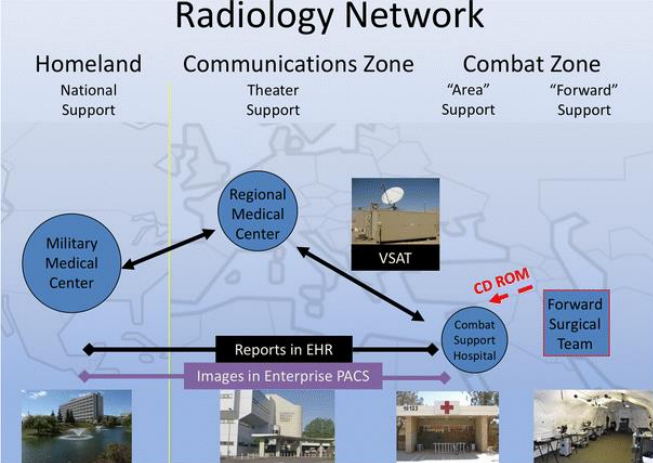 Radiology Network
Homeland
National
Support
Communications Zone
Theater
Support
Combat Zone
“Area”
Support
“Forward”
Support
Regional
Medical
Center
Military
Medical
Center
VSAT
CD ROM
Combat
Support
Hospital
Forward
Surgical
Team
Reports in EHR
Images in Enterprise PACS